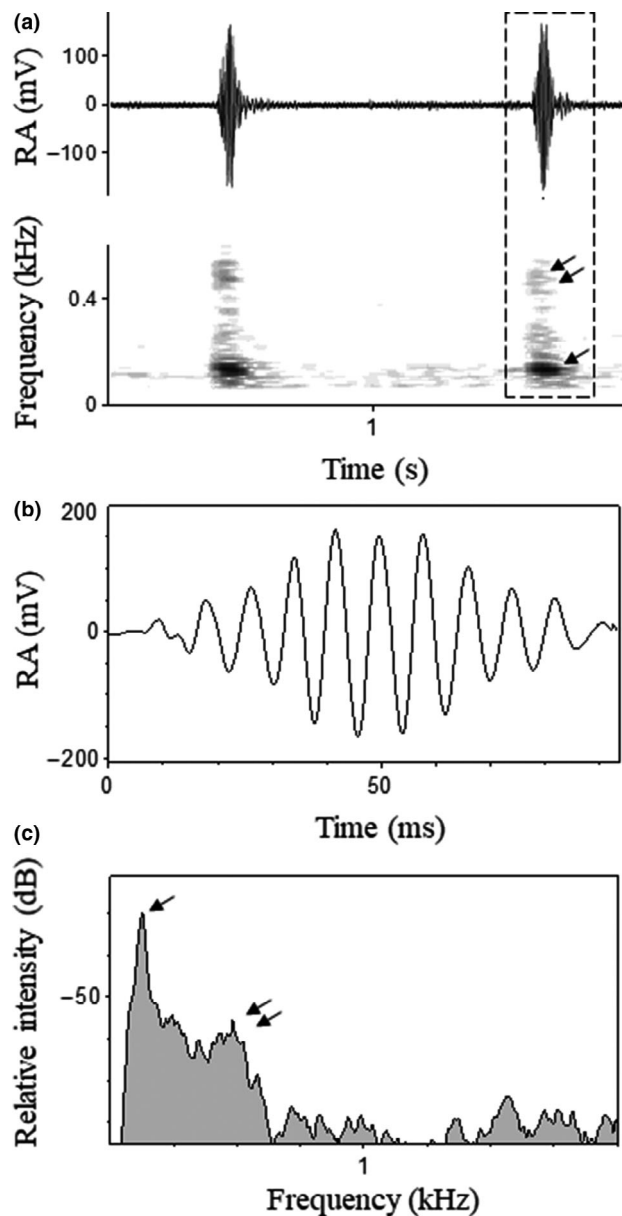 (a)
RA (mV)
100
0
−100
Frequency (kHz)
0.4
0
1
Time (s)
(b)
RA (mV)
200
0
−200
0
50
Time (ms)
(c)
Relative intensity (dB)
−50
1
Frequency (kHz)